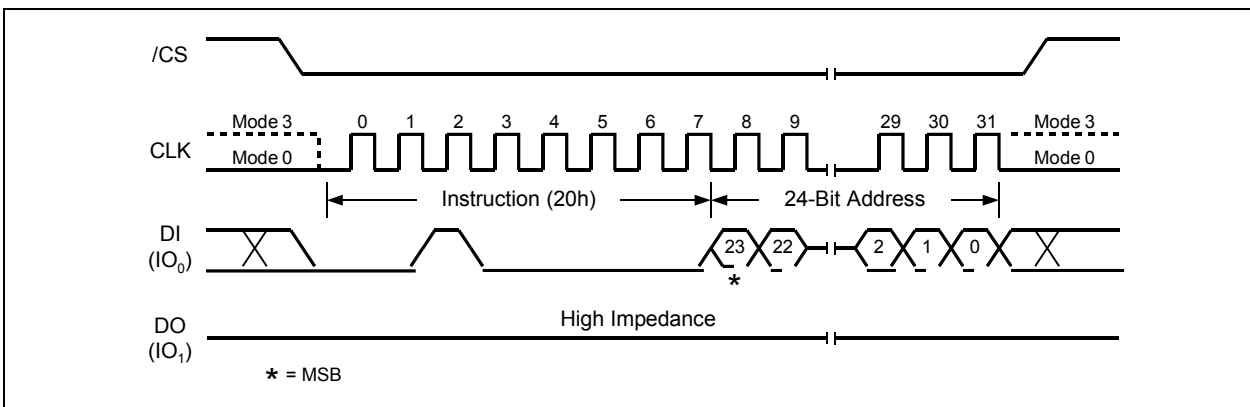 /CS
Mode 3 0 1 2 3 4 5 6 7 8 9 29 30 31 Mode 3
CLK
Mode 0 Mode 0
Instruction (20h) 24-Bit Address
DI
(IO₀)
23 22 2 1 0
*
High Impedance
DO
(IO₁)
* = MSB